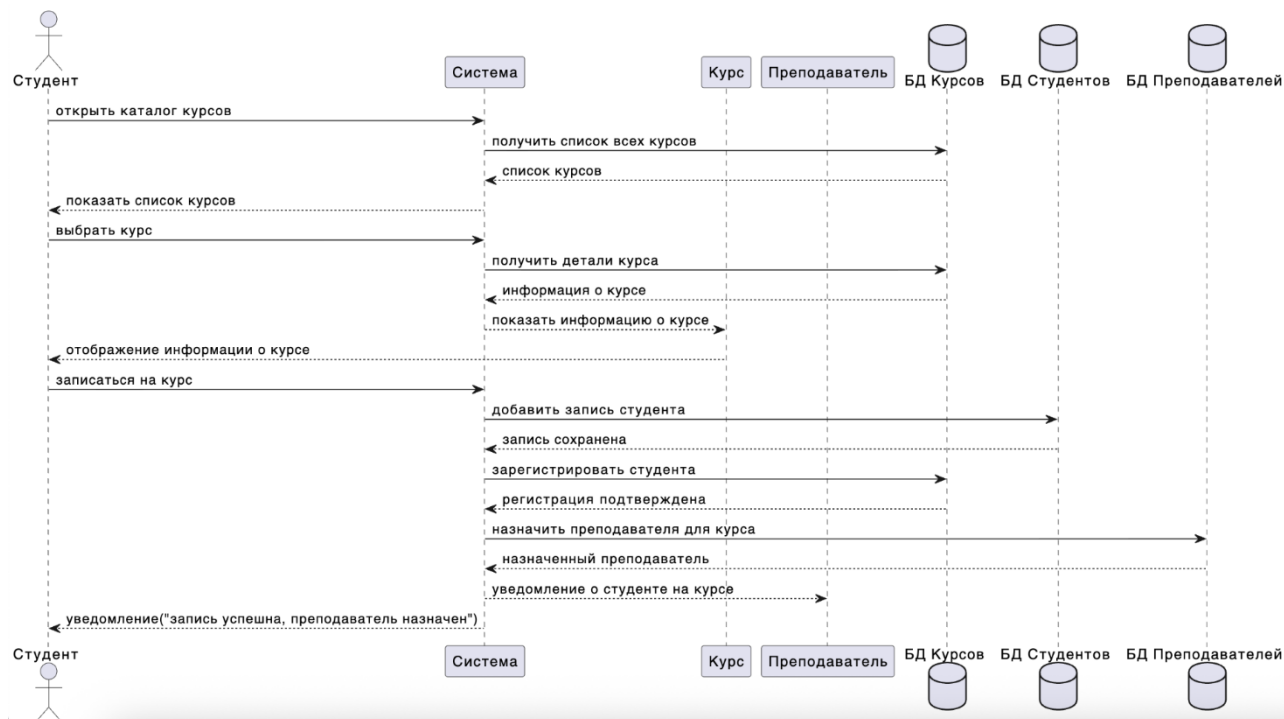 Студент
Система
Курс
Преподаватель
БД Курсов
БД Студентов
БД Преподавателей
открыть каталог курсов
получить список всех курсов
список курсов
показать список курсов
выбрать курс
получить детали курса
информация о курсе
показать информацию о курсе
отображение информации о курсе
записаться на курс
добавить запись студента
запись сохранена
зарегистрировать студента
регистрация подтверждена
назначить преподавателя для курса
назначенный преподаватель
уведомление о студенте на курсе
уведомление("запись успешна, преподаватель назначен")
Студент
Система
Курс
Преподаватель
БД Курсов
БД Студентов
БД Преподавателей